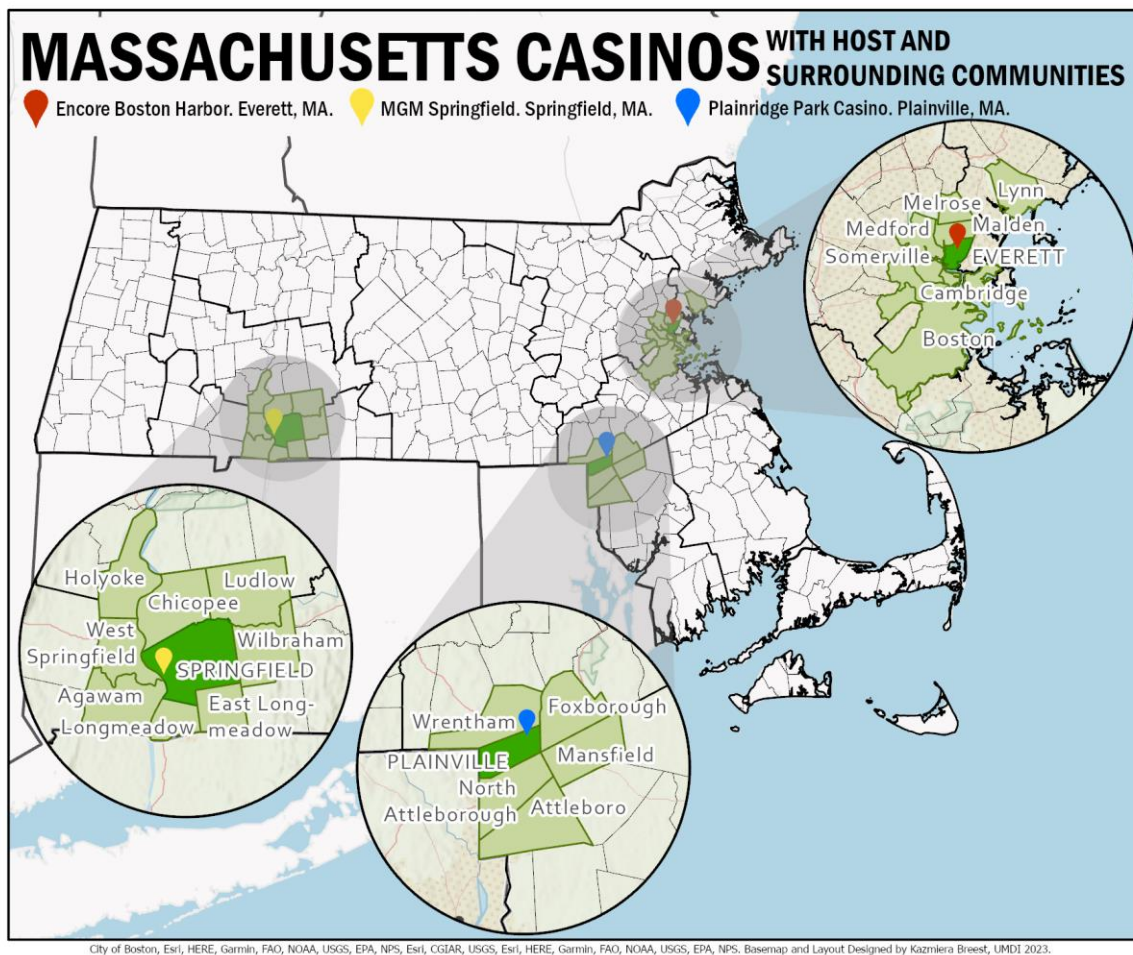 MASSACHUSETTS CASINOS WITH HOST AND
SURROUNDING COMMUNITIES
Encore Boston Harbor. Everett, MA.
MGM Springfield. Springfield, MA.
Plainridge Park Casino. Plainville, MA.
Lynn
Melrose
Malden
Medford
EVERETT
Somerville
Cambridge
Boston
Holyoke
Ludlow
Chicopee
West
Springfield
Wilbraham
SPRINGFIELD
Agawam
East Long-
meadow
Longmeadow
Wrentham
Foxborough
PLAINVILLE
Mansfield
North
Attleborough
Attleboro
City of Boston, Esri, HERE, Garmin, FAO, NOAA, USGS, EPA, NPS, Esri, CGIAR, USGS, Esri, HERE, Garmin, FAO, NOAA, USGS, EPA, NPS. Basemap and Layout Designed by Kazmiera Breest, UMDI 2023.